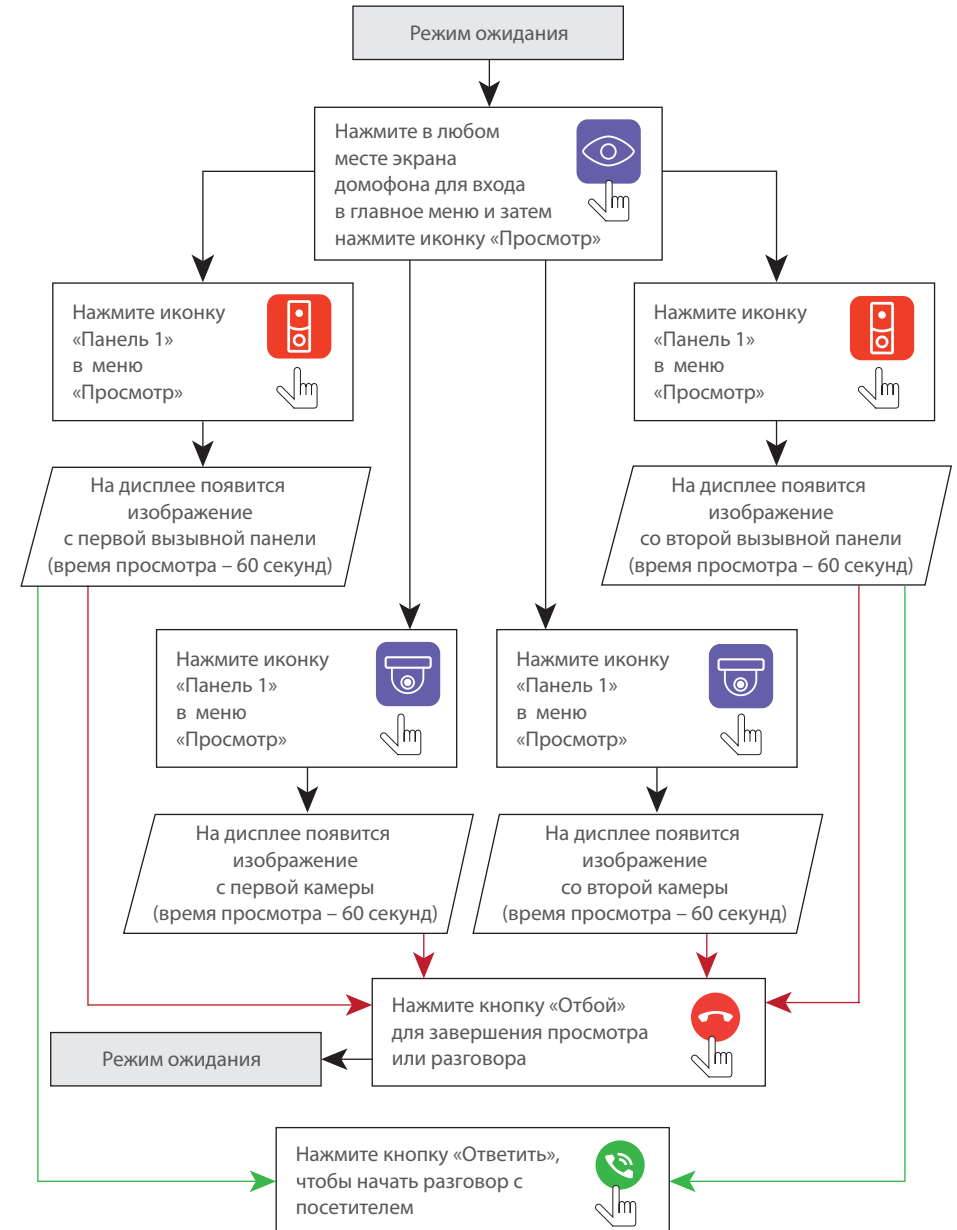 Режим ожидания
Нажмите в любом
месте экрана
домофона для входа
в главное меню и затем
нажмите иконку «Просмотр»
Нажмите иконку
«Панель 1»
в меню
«Просмотр»
Нажмите иконку
«Панель 1»
в меню
«Просмотр»
На дисплее появится
изображение
с первой вызывной панели
(время просмотра – 60 секунд)
На дисплее появится
изображение
со второй вызывной панели
(время просмотра – 60 секунд)
Нажмите иконку
«Панель 1»
в меню
«Просмотр»
Нажмите иконку
«Панель 1»
в меню
«Просмотр»
На дисплее появится
изображение
с первой камеры
(время просмотра – 60 секунд)
На дисплее появится
изображение
со второй камеры
(время просмотра – 60 секунд)
Нажмите кнопку «Отбой»
для завершения просмотра
или разговора
Режим ожидания
Нажмите кнопку «Ответить»,
чтобы начать разговор с
посетителем